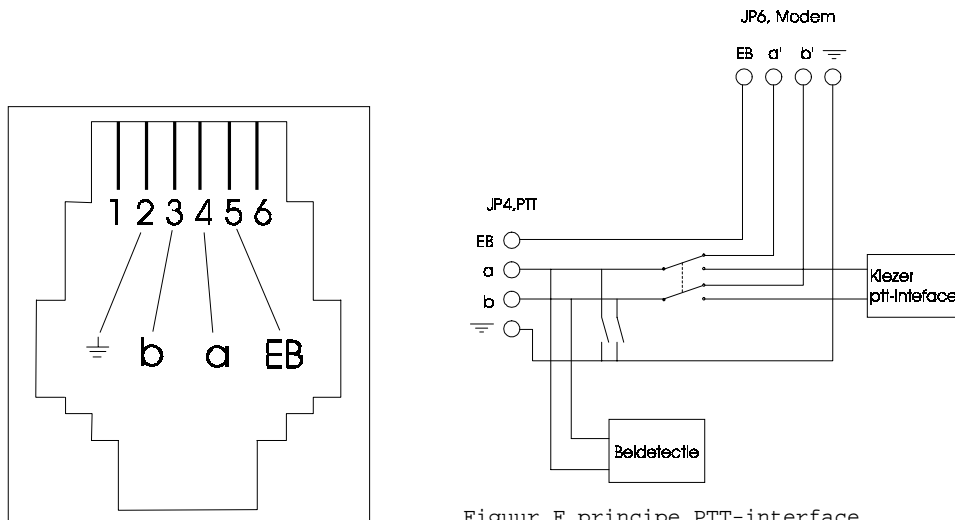 JP6, Modem
EB a' b'
1 2 3 4 5 6
b a EB
JP4,PTT
EB
a
b
Kiezer
ptt-inteface
Beldetectie
Figuur F principe PTT-interface